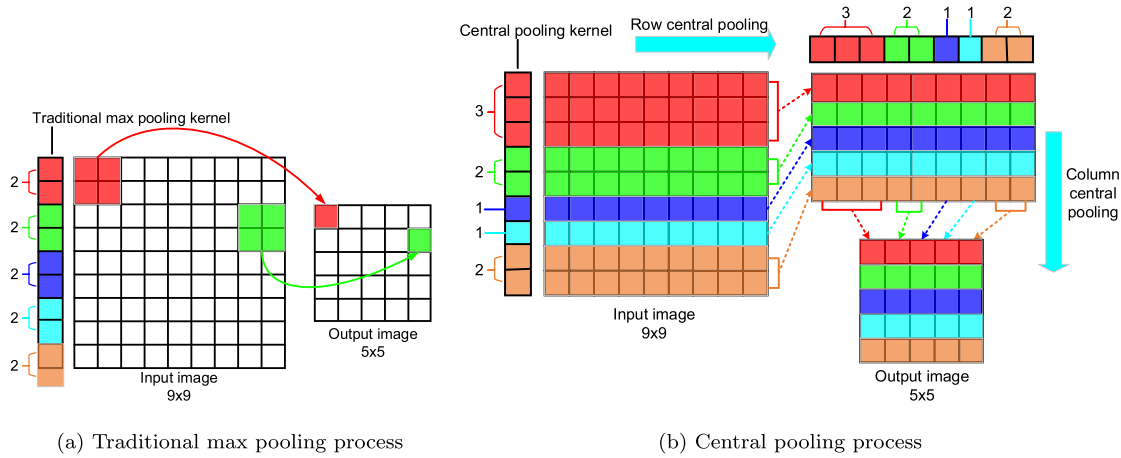 Traditional max pooling kernel
2
2
2
2
2
Input image
9x9
Output image
5x5
(a) Traditional max pooling process
Central pooling kernel
Row central pooling
3
2
1
1
2
3
2
1
1
2
Input image
9x9
Column
central
pooling
Output image
5x5
(b) Central pooling process